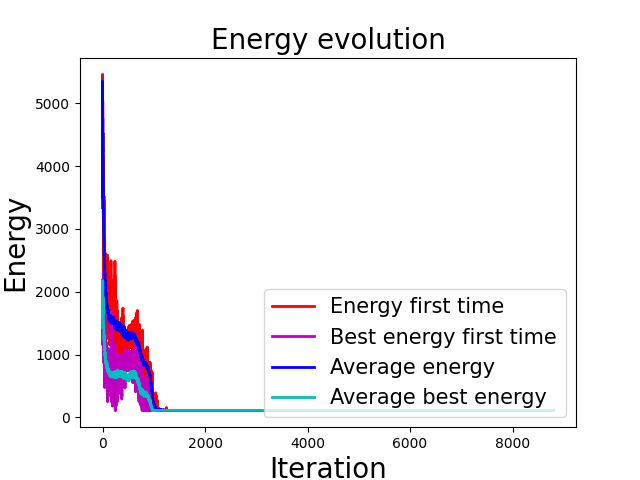 Energy evolution
Energy
5000
4000
3000
2000
1000
0
Energy first time
Best energy first time
Average energy
Average best energy
0 2000 4000 6000 8000
Iteration